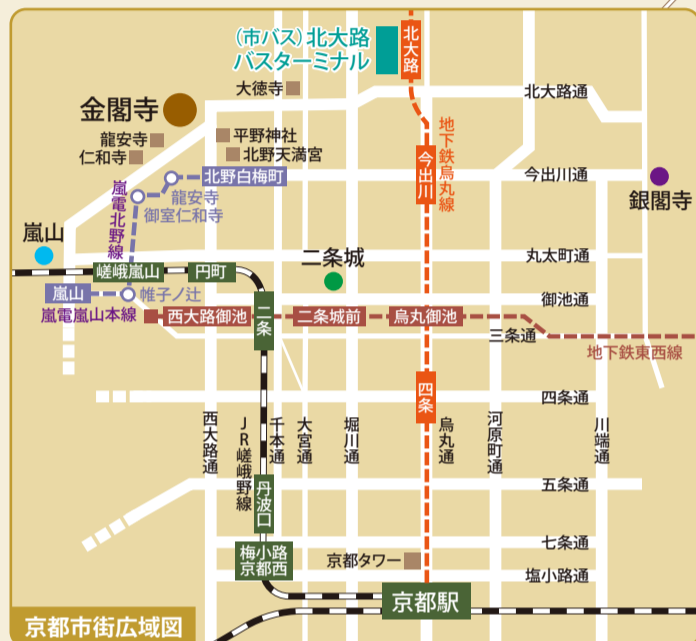 (市バス)北大路
バスターミナル
北大路
大徳寺
北大路通
金閣寺
地下鉄烏丸線
龍安寺
平野神社
仁和寺
北野天満宮
今出川
今出川通
北野白梅町
嵐電北野線
龍安寺
御室仁和寺
銀閣寺
嵐山
二条城
丸太町通
嵯峨嵐山
円町
嵐山
帷子ノ辻
御池通
嵐電嵐山本線
西大路御池
二条
二条城前
烏丸御池
三条通
地下鉄東西線
四条
四条通
西大路通
JR嵯峨野線
千本通
大宮通
堀川通
烏丸通
河原町通
川端通
丹波口
五条通
梅小路
京都西
七条通
京都タワー
塩小路通
京都駅
京都市街広域図